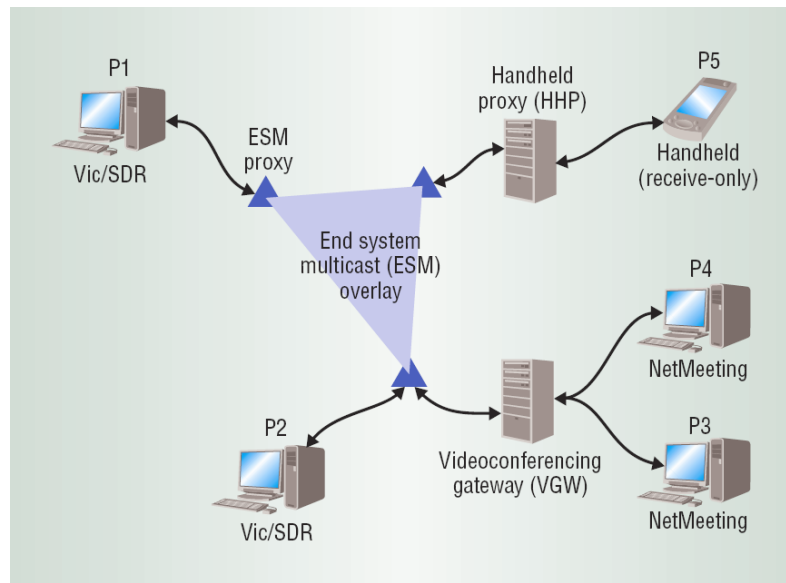 P1
Vic/SDR
ESM
proxy
Handheld
proxy (HHP)
P5
Handheld
(receive-only)
End system
multicast (ESM)
overlay
P4
NetMeeting
P2
Vic/SDR
Videoconferencing
gateway (VGW)
P3
NetMeeting